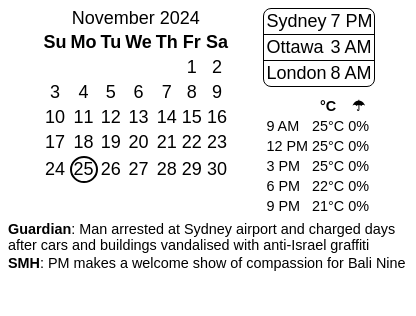 November 2024
Su Mo Tu We Th Fr Sa
1 2
3 4 5 6 7 8 9
10 11 12 13 14 15 16
17 18 19 20 21 22 23
24 25 26 27 28 29 30
Sydney 7 PM
Ottawa 3 AM
London 8 AM
°C ☂
9 AM 25°C 0%
12 PM 25°C 0%
3 PM 25°C 0%
6 PM 22°C 0%
9 PM 21°C 0%
Guardian: Man arrested at Sydney airport and charged days
after cars and buildings vandalised with anti-Israel graffiti
SMH: PM makes a welcome show of compassion for Bali Nine